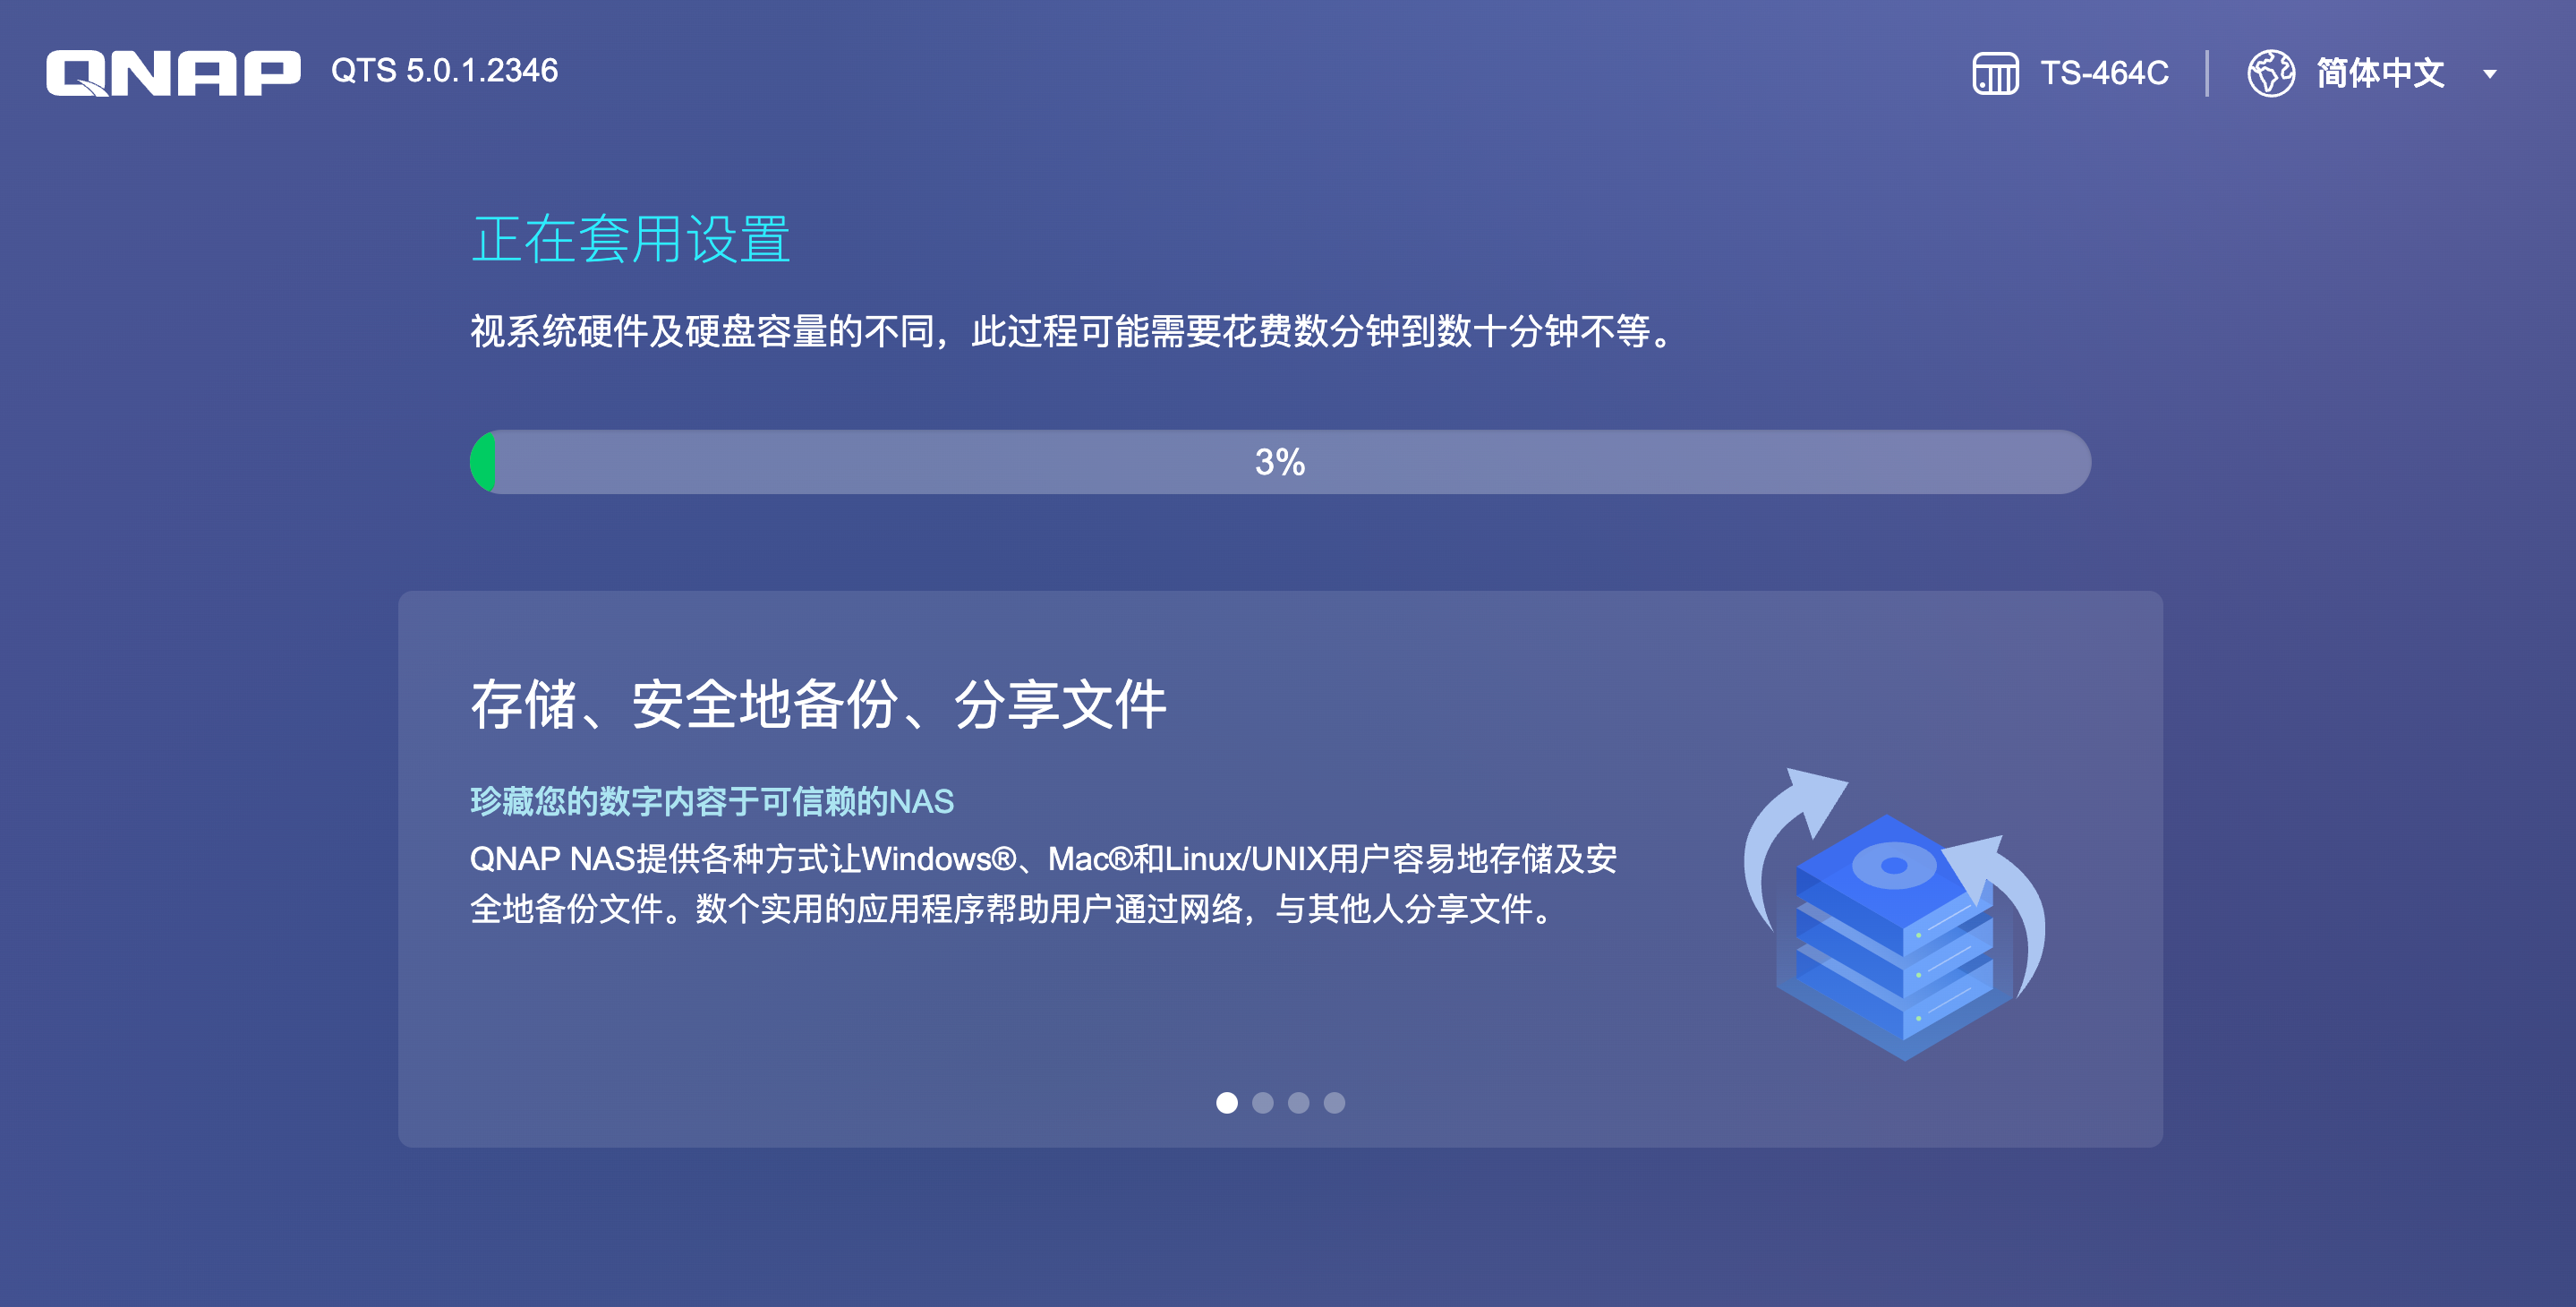 QNAP QTS 5.0.1.2346
TS-464C 简体中文
正在套用设置
视系统硬件及硬盘容量的不同，此过程可能需要花费数分钟到数十分钟不等。
3%
存储、安全地备份、分享文件
珍藏您的数字内容于可信赖的NAS
QNAP NAS提供各种方式让Windows®、Mac®和Linux/UNIX用户容易地存储及安
全地备份文件。数个实用的应用程序帮助用户通过网络，与其他人分享文件。